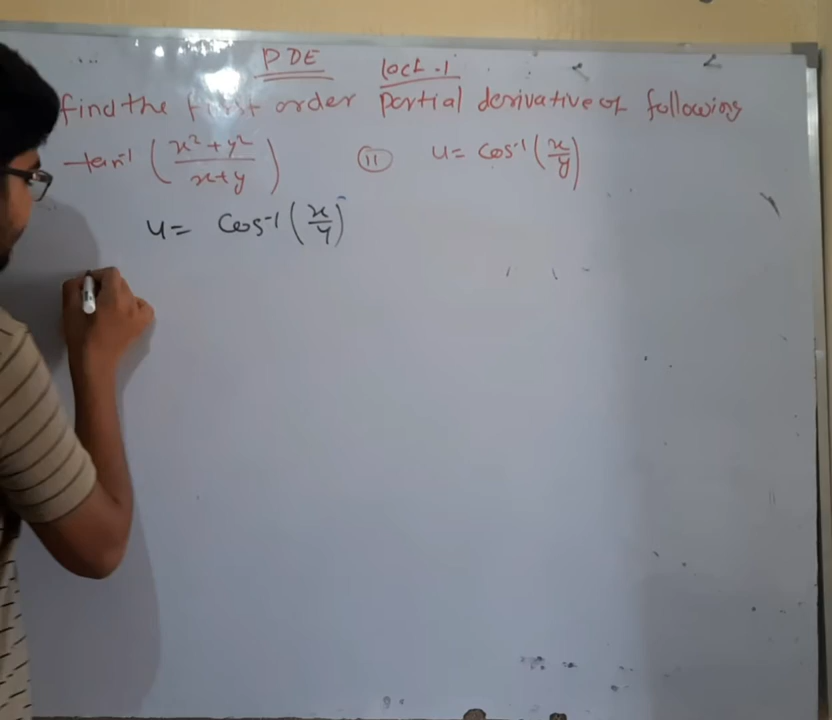 PDE Lect.1
find the first order partial derivative of following
tan⁻¹ (x²+y²/x+y) (ii) u= Cos⁻¹ (x/y)
u= Cos⁻¹ (x/y)